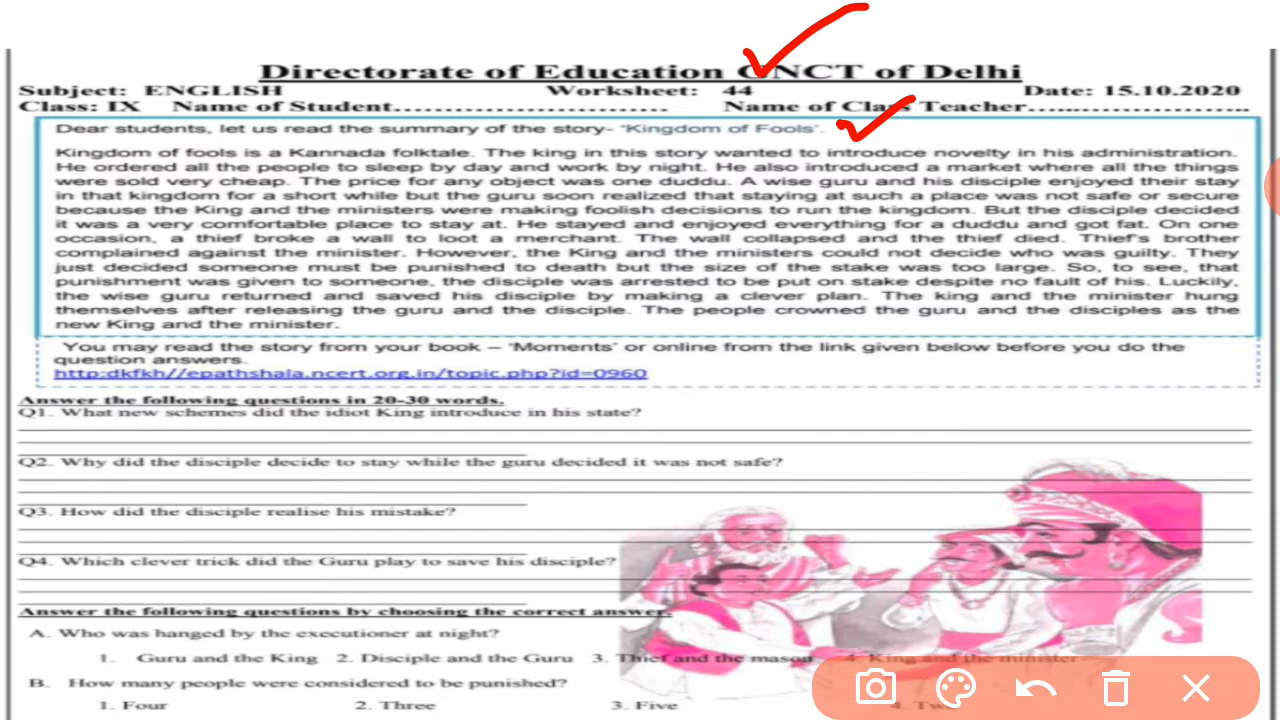 Directorate of Education GNCT of Delhi
Subject: ENGLISH Worksheet: 44 Date: 15.10.2020
Class: IX Name of Student............................ Name of Class Teacher.......................
Dear students, let us read the summary of the story- 'Kingdom of Fools'.
Kingdom of fools is a Kannada folktale. The king in this story wanted to introduce novelty in his administration.
He ordered all the people to sleep by day and work by night. He also introduced a market where all the things
were sold very cheap. The price for any object was one duddu. A wise guru and his disciple enjoyed their stay
in that kingdom for a short while but the guru soon realized that staying at such a place was not safe or secure
because the King and the ministers were making foolish decisions to run the kingdom. But the disciple decided
it was a very comfortable place to stay at. He stayed and enjoyed everything for a duddu and got fat. On one
occasion, a thief broke a wall to loot a merchant. The wall collapsed and the thief died. Thief's brother
complained against the minister. However, the King and the ministers could not decide who was guilty. They
just decided someone must be punished to death but the size of the stake was too large. So, to see, that
punishment was given to someone, the disciple was arrested to be put on stake despite no fault of his. Luckily,
the wise guru returned and saved his disciple by making a clever plan. The king and the minister hung
themselves after releasing the guru and the disciple. The people crowned the guru and the disciples as the
new King and the minister.
You may read the story from your book – 'Moments' or online from the link given below before you do the
question answers.
http:dkfkh//epathshala.ncert.org.in/topic.php?id=0960
Answer the following questions in 20-30 words.
Q1. What new schemes did the idiot King introduce in his state?
Q2. Why did the disciple decide to stay while the guru decided it was not safe?
Q3. How did the disciple realise his mistake?
Q4. Which clever trick did the Guru play to save his disciple?
Answer the following questions by choosing the correct answer.
A. Who was hanged by the executioner at night?
1. Guru and the King 2. Disciple and the Guru 3. Thief and the mason 4. King and the minister
B. How many people were considered to be punished?
1. Four 2. Three 3. Five 4.